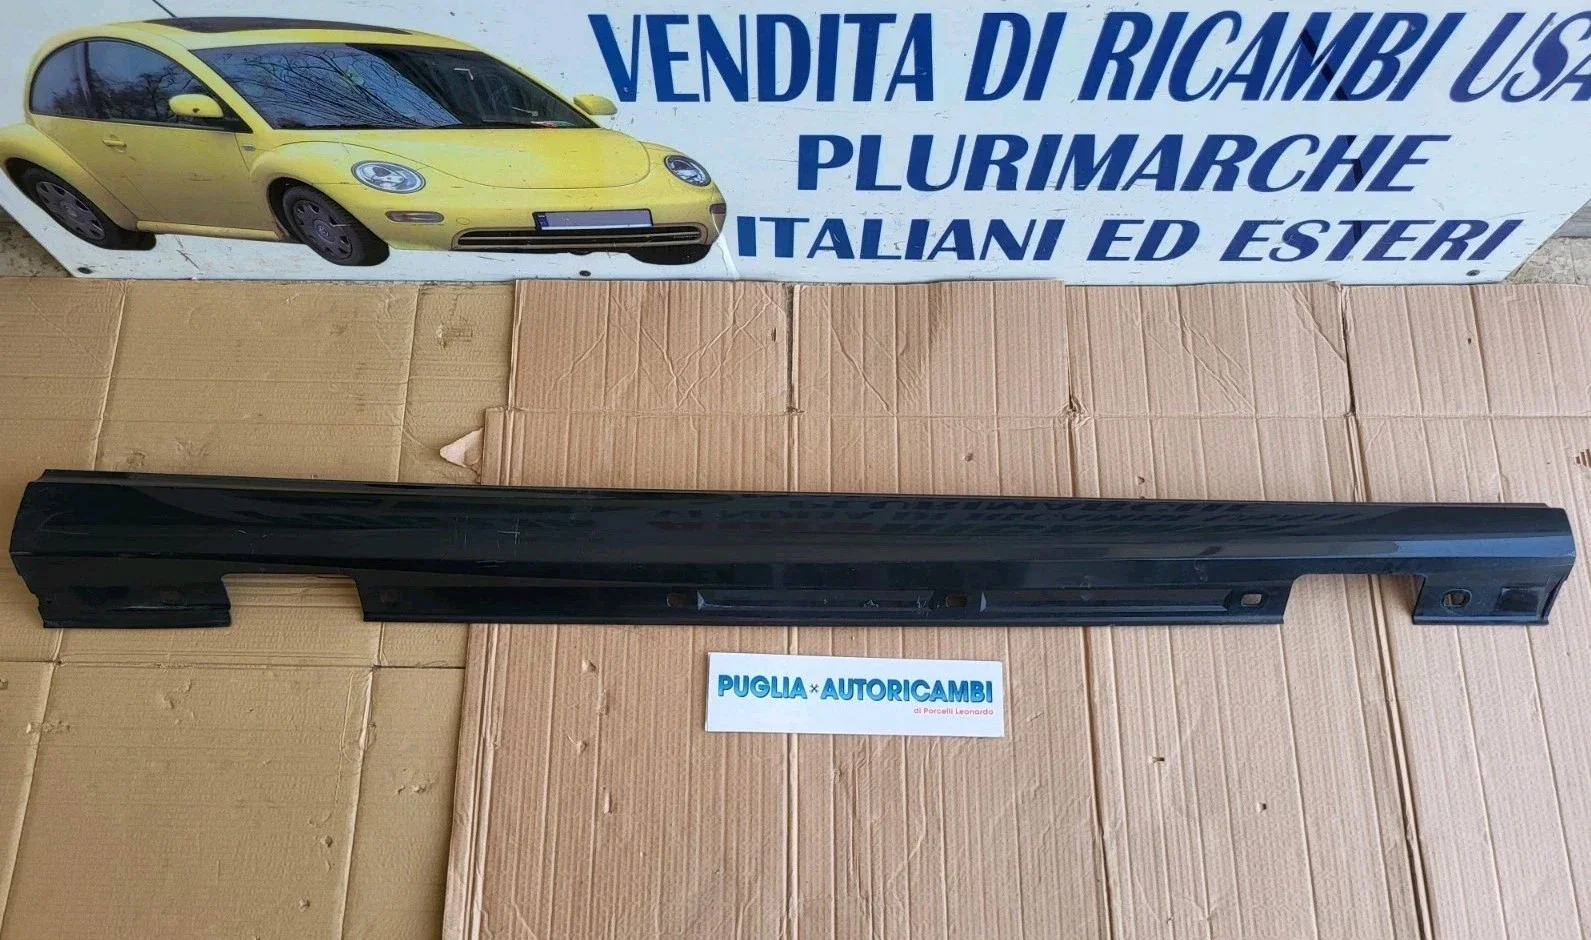 VENDITA DI RICAMBI USA
PLURIMARCHE
ITALIANI ED ESTERI
PUGLIA AUTORICAMBI
di Porcelli Leonardo